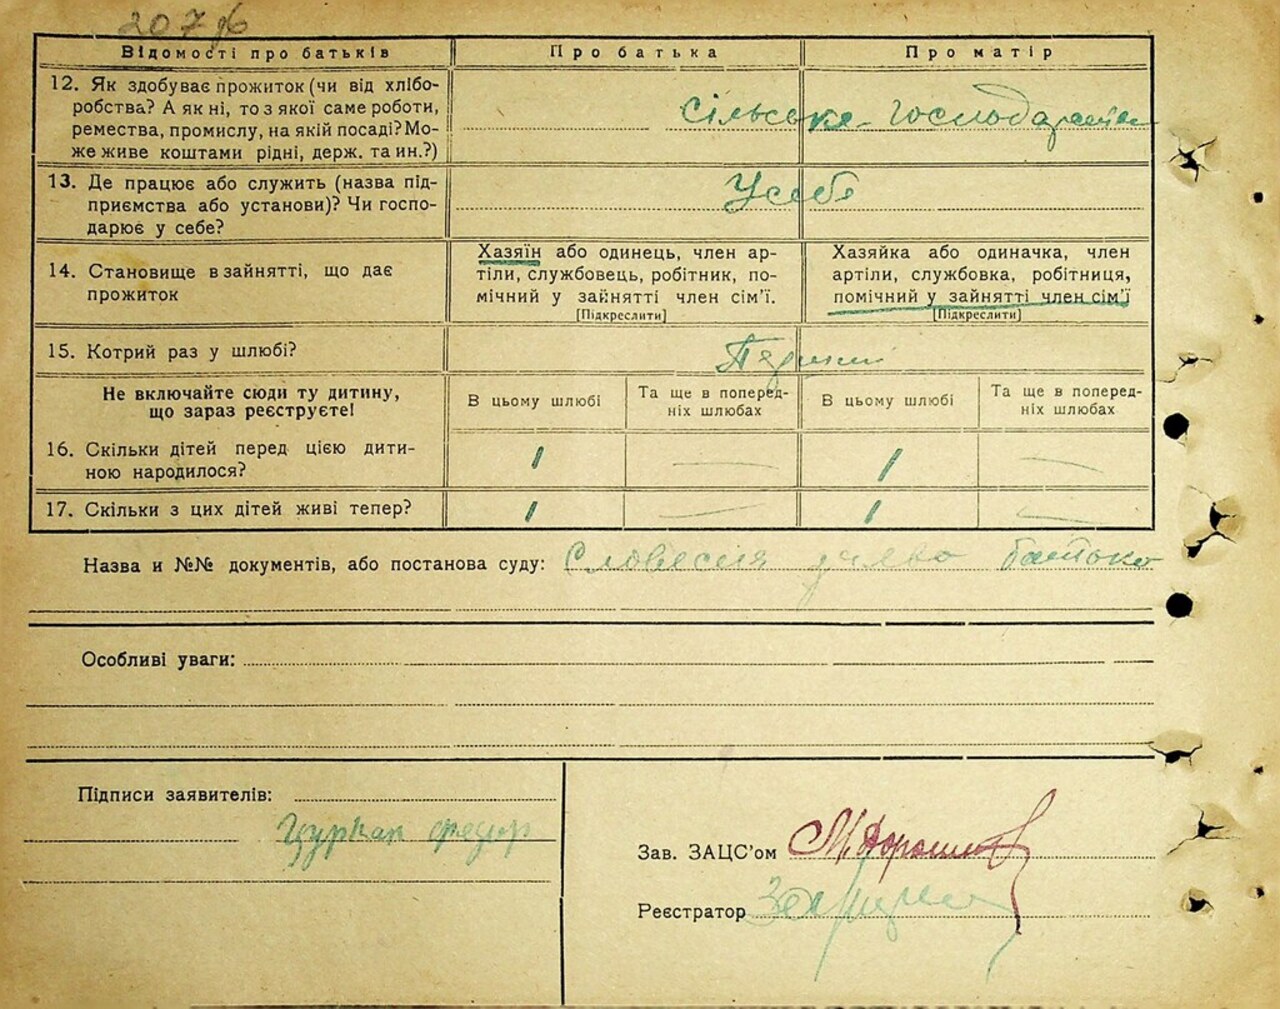 207 зв
Відомості про батьків
Про батька
Про матір
12. Як здобуває прожиток (чи від хлібо-
робства? А як ні, то з якої саме роботи,
ремества, промислу, на якій посаді? Мо-
же живе коштами рідні, держ. та ин.?)
сільське-господарство
13. Де працює або служить (назва під-
приємства або установи)? Чи госпо-
дарює у себе?
У себе
14. Становище в зайнятті, що дає
прожиток
Хазяїн або одинець, член ар-
тіли, службовець, робітник, по-
мічний у зайнятті член сім'ї.
[Підкреслити]
Хазяйка або одиначка, член
артіли, службовка, робітниця,
помічний у зайнятті член сім'ї
[Підкреслити]
15. Котрий раз у шлюбі?
Не включайте сюди ту дитину,
що зараз реєструєте!
В цьому шлюбі
Та ще в поперед-
ніх шлюбах
В цьому шлюбі
Та ще в поперед-
ніх шлюбах
16. Скільки дітей перед цією дити-
ною народилося?
1 — 1 —
17. Скільки з цих дітей живі тепер?
1 — 1 —
Назва и №№ документів, або постанова суду: Словесна батька
Особливі уваги:
Підписи заявителів:
Цуркан Федір
Зав. ЗАЦС'ом
Реєстратор